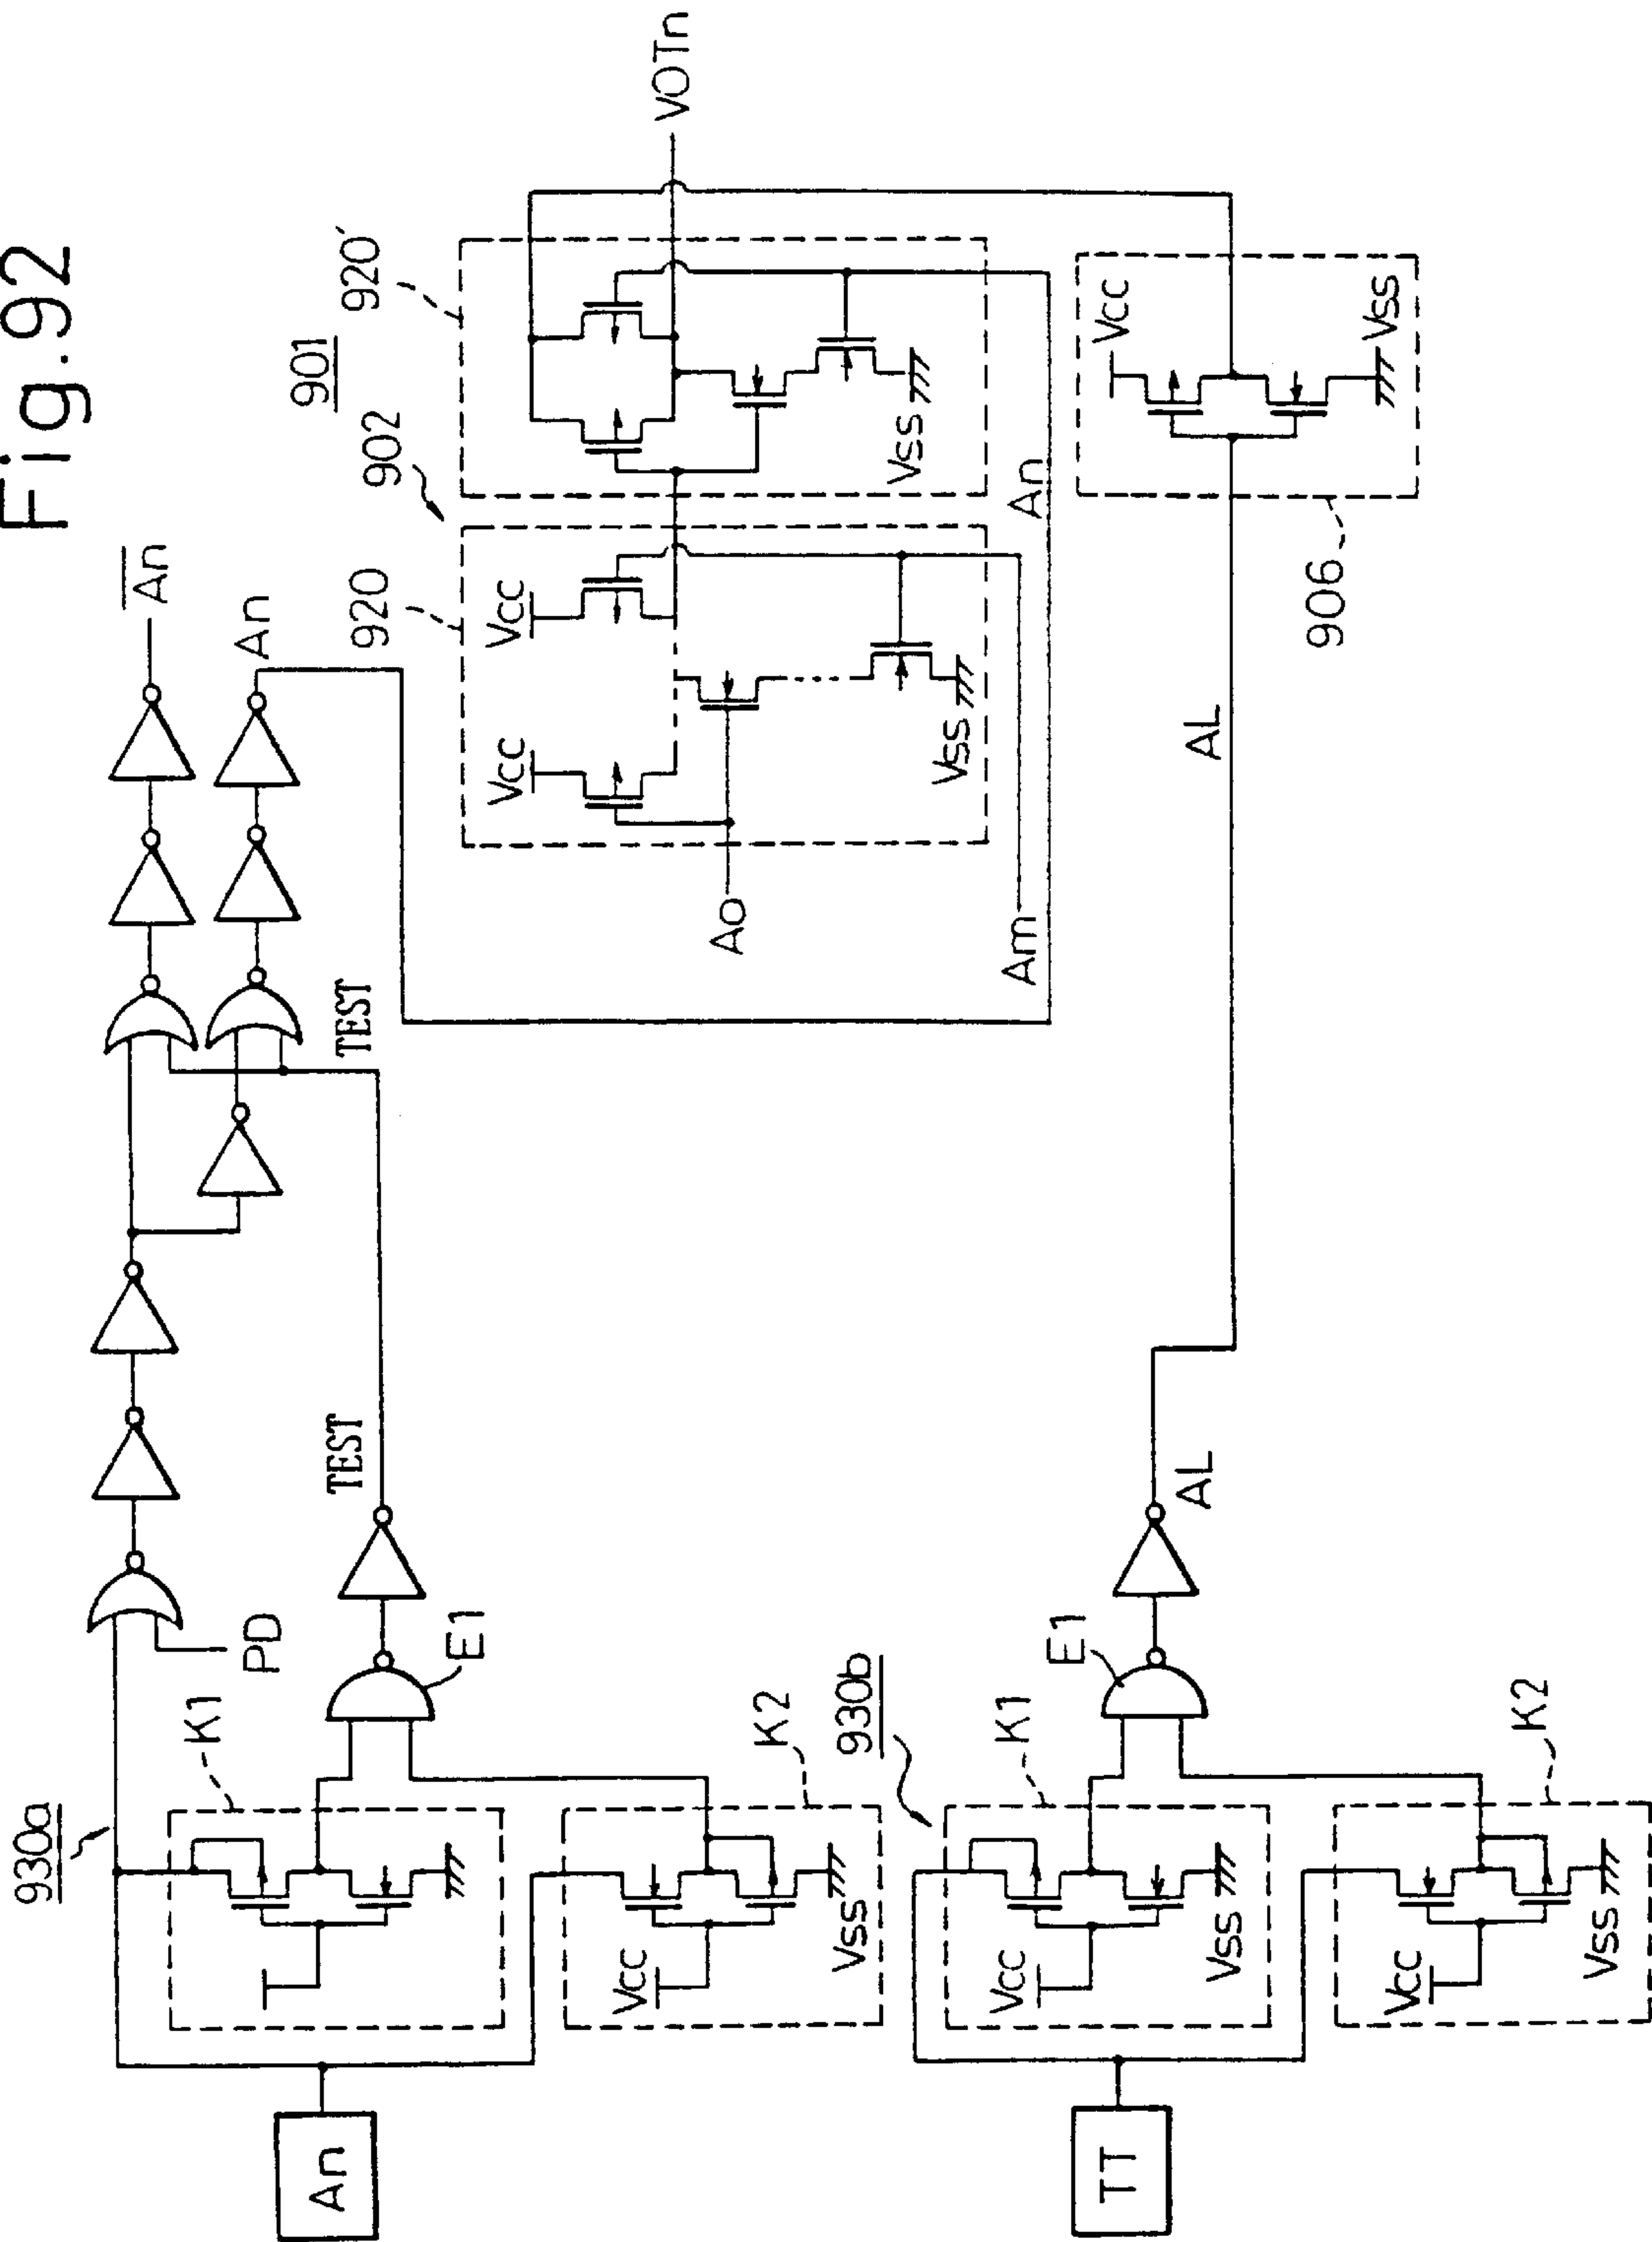 Fig.92
930a
An
K1
PD
E1
TEST
TEST
An
An
K2
Vcc
Vss
901
902
920
920′
Vcc
Vcc
Vss
Vss
Ao
Am
An
VOTn
930b
TT
K1
Vcc
Vss
E1
K2
Vcc
Vss
AL
AL
906
Vcc
Vss